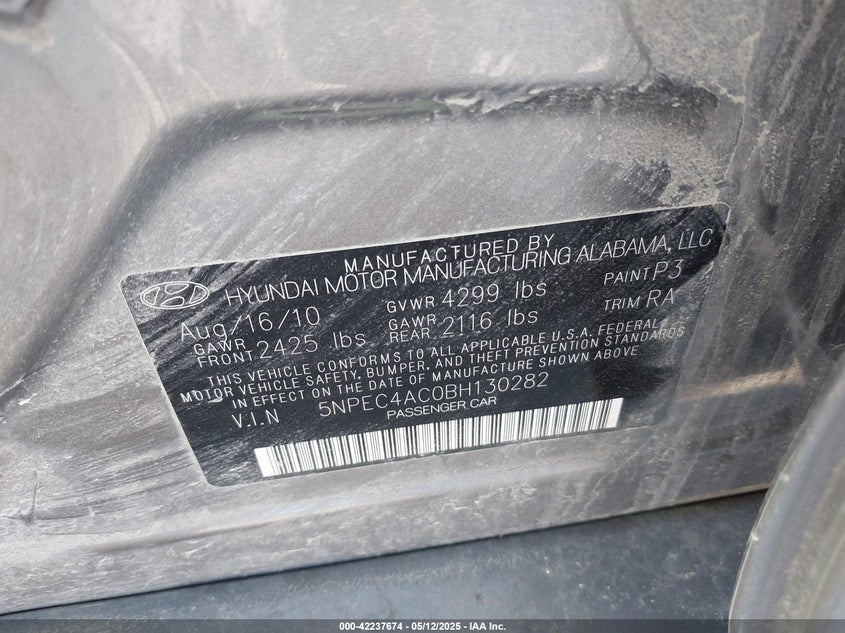 MANUFACTURED BY
HYUNDAI MOTOR MANUFACTURING ALABAMA, LLC
Aug/16/10 GVWR 4299 lbs PAINT P3
GAWR FRONT 2425 lbs GAWR REAR 2116 lbs TRIM RA
THIS VEHICLE CONFORMS TO ALL APPLICABLE U.S.A. FEDERAL
MOTOR VEHICLE SAFETY, BUMPER, AND THEFT PREVENTION STANDARDS
IN EFFECT ON THE DATE OF MANUFACTURE SHOWN ABOVE
V.I.N 5NPEC4AC0BH130282
PASSENGER CAR
000-42237674 - 05/12/2025 - IAA Inc.